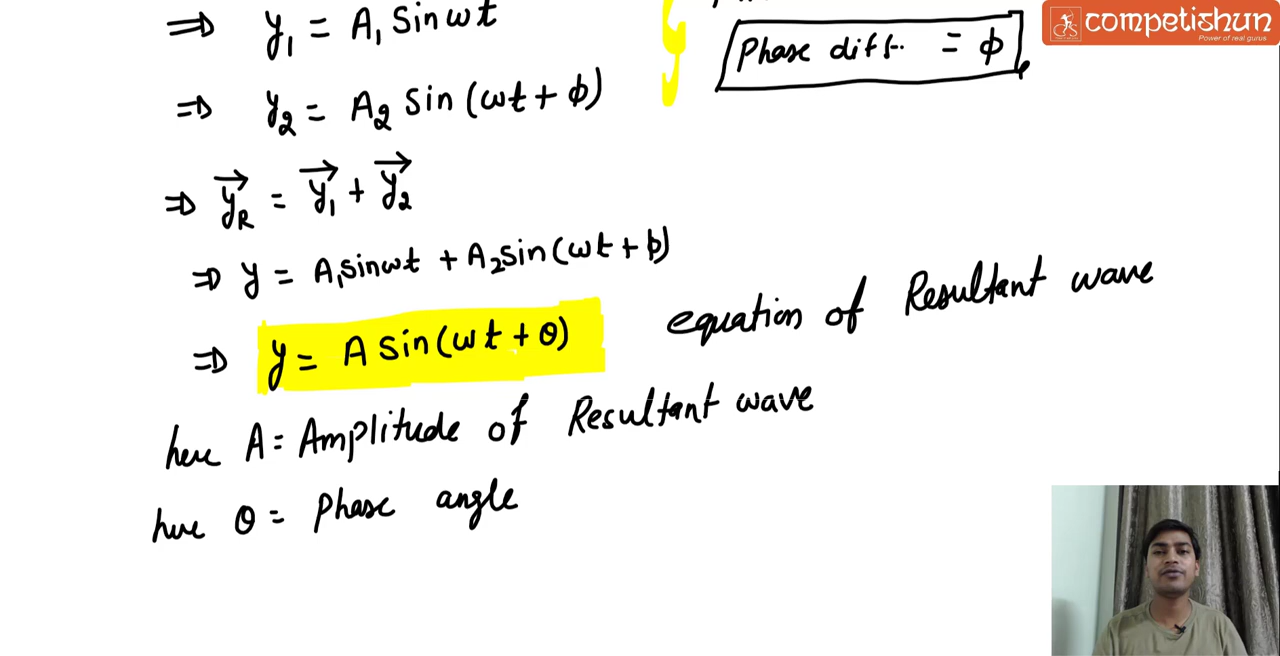 ⇒ y₁ = A₁ Sin ωt
Phase diff. = ϕ
competishun
Power of real gurus
⇒ y₂ = A₂ Sin (ωt + ϕ)
⇒ y⃗_R = y⃗₁ + y⃗₂
⇒ y = A₁sinωt + A₂sin(ωt + ϕ)
⇒ y = A Sin(ωt + θ) equation of Resultant wave
here A = Amplitude of Resultant wave
here θ = Phase angle